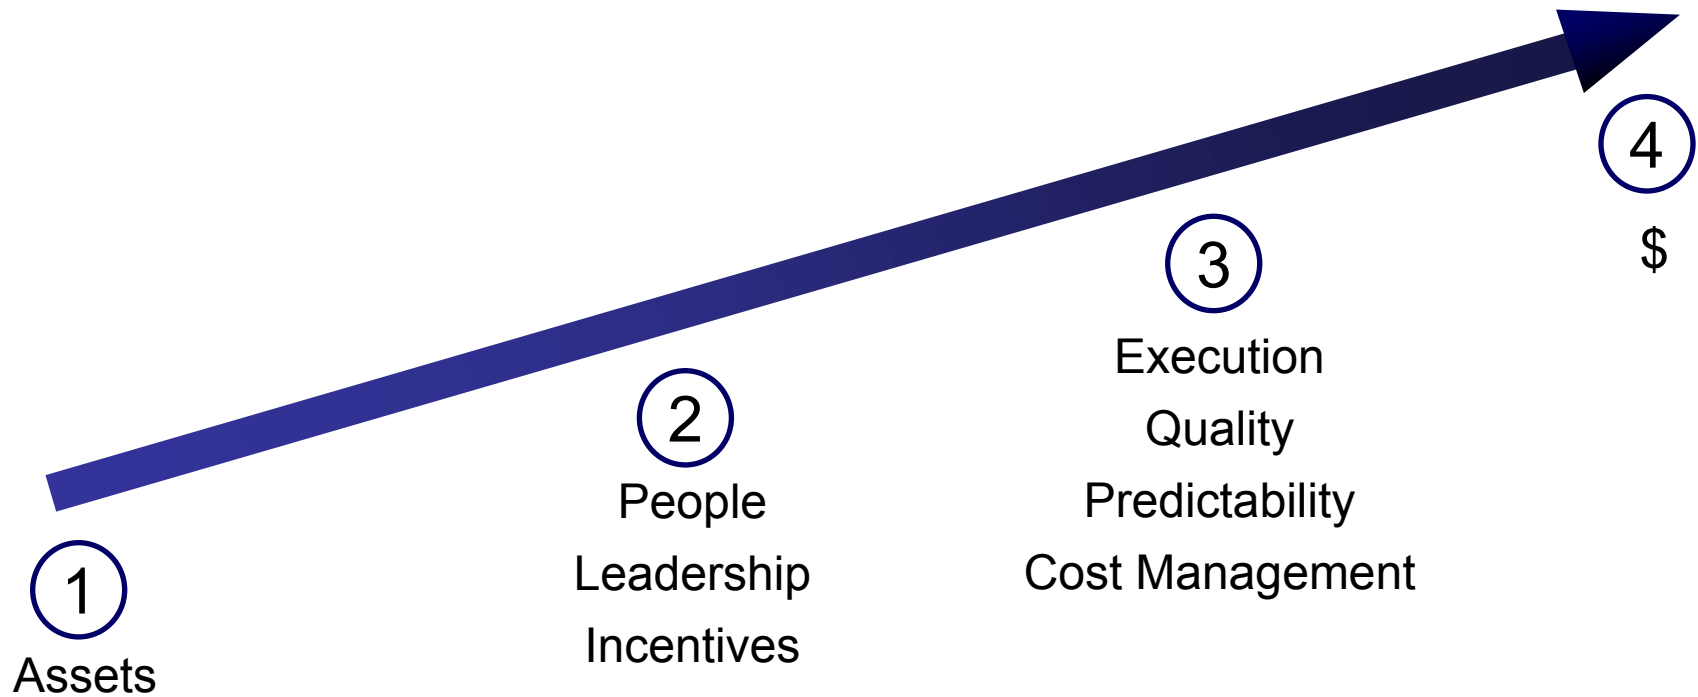 1
Assets
2
People
Leadership
Incentives
3
Execution
Quality
Predictability
Cost Management
4
$